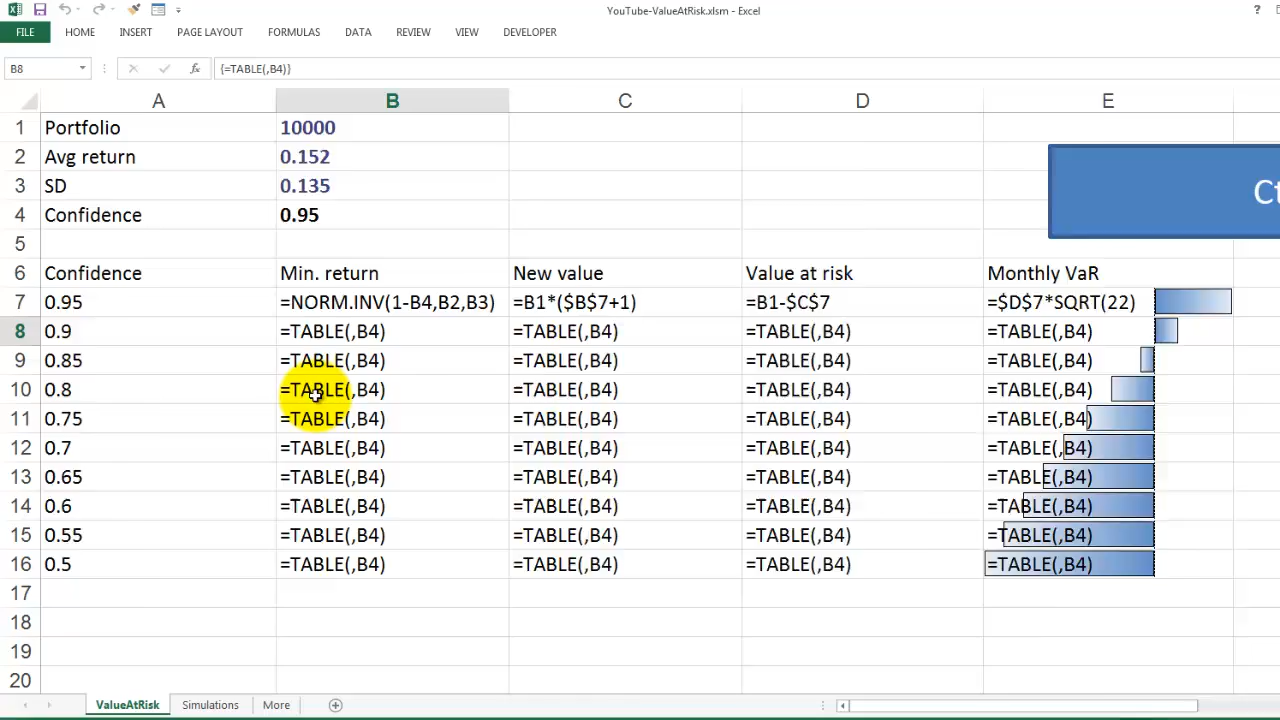 YouTube-ValueAtRisk.xlsm - Excel
?
FILE HOME INSERT PAGE LAYOUT FORMULAS DATA REVIEW VIEW DEVELOPER
B8 fx {=TABLE(,B4)}
A B C D E
1 Portfolio 10000
2 Avg return 0.152
3 SD 0.135
4 Confidence 0.95
5
6 Confidence Min. return New value Value at risk Monthly VaR
7 0.95 =NORM.INV(1-B4,B2,B3) =B1*($B$7+1) =B1-$C$7 =$D$7*SQRT(22)
8 0.9 =TABLE(,B4) =TABLE(,B4) =TABLE(,B4) =TABLE(,B4)
9 0.85 =TABLE(,B4) =TABLE(,B4) =TABLE(,B4) =TABLE(,B4)
10 0.8 =TABLE(,B4) =TABLE(,B4) =TABLE(,B4) =TABLE(,B4)
11 0.75 =TABLE(,B4) =TABLE(,B4) =TABLE(,B4) =TABLE(,B4)
12 0.7 =TABLE(,B4) =TABLE(,B4) =TABLE(,B4) =TABLE(,B4)
13 0.65 =TABLE(,B4) =TABLE(,B4) =TABLE(,B4) =TABLE(,B4)
14 0.6 =TABLE(,B4) =TABLE(,B4) =TABLE(,B4) =TABLE(,B4)
15 0.55 =TABLE(,B4) =TABLE(,B4) =TABLE(,B4) =TABLE(,B4)
16 0.5 =TABLE(,B4) =TABLE(,B4) =TABLE(,B4) =TABLE(,B4)
17
18
19
20
ValueAtRisk Simulations More